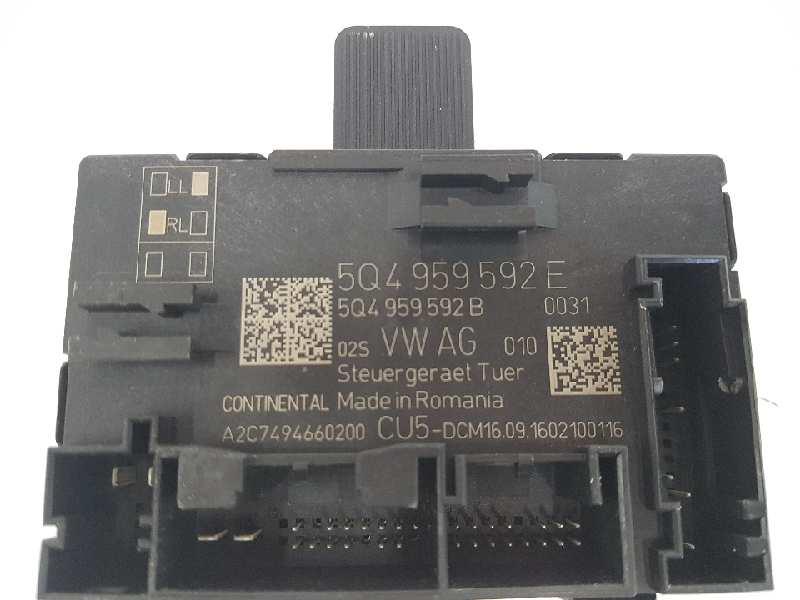 LL
RL
5Q4 959 592 E
5Q4 959 592 B 0031
02S VW AG 010
Steuergeraet Tuer
CONTINENTAL Made in Romania
A2C7494660200 CU5-DCM16.09.1602100116